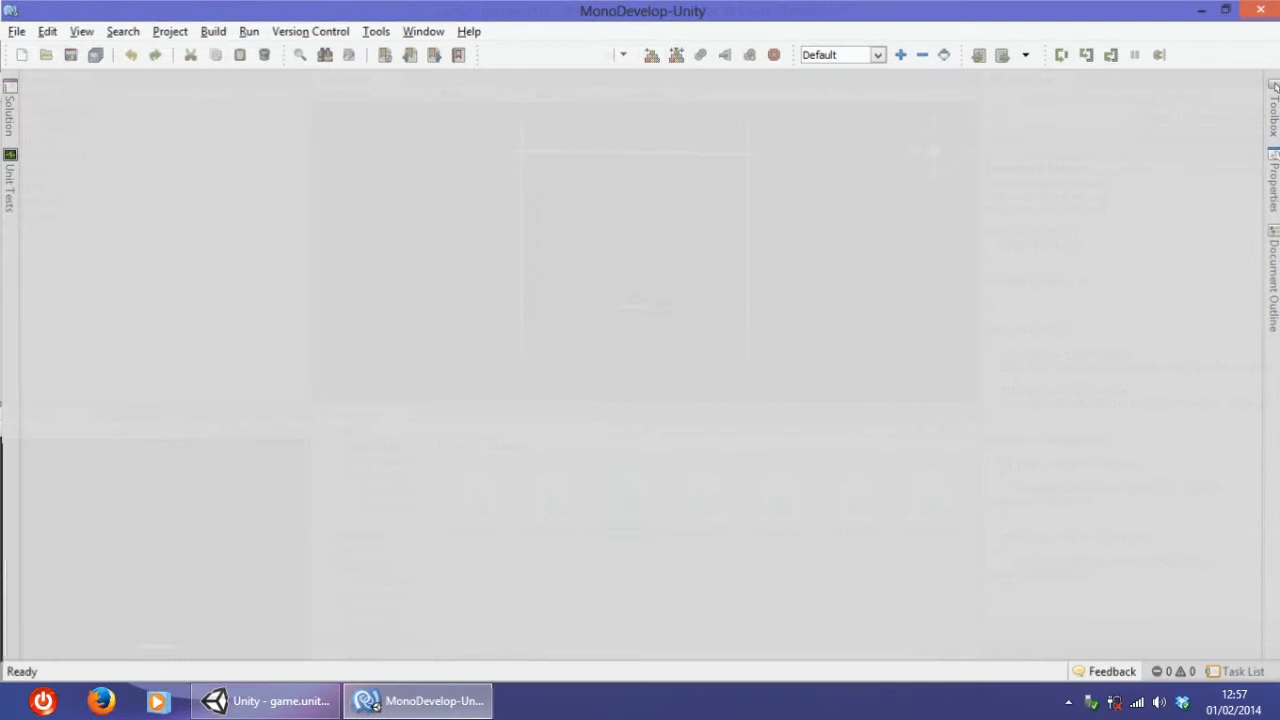 MonoDevelop-Unity
File Edit View Search Project Build Run Version Control Tools Window Help
Default
Solution
Unit Tests
Toolbox
Properties
Document Outline
Ready
Feedback 0 0 Task List
Unity - game.unit...
MonoDevelop-Un...
12:57
01/02/2014